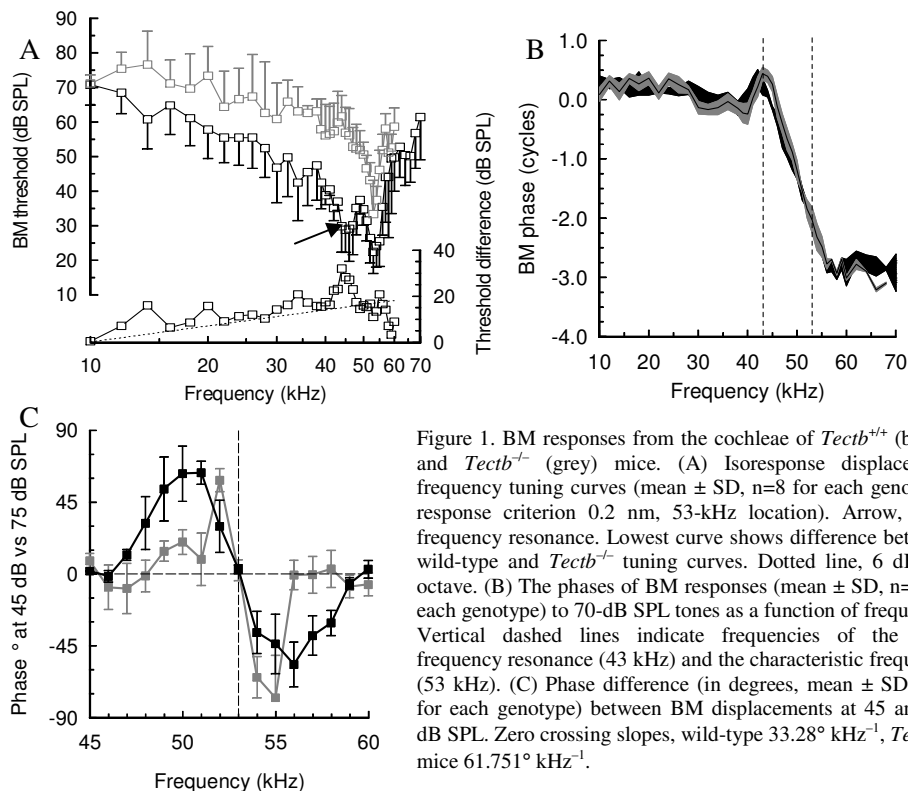 A
90
80
70
60
50
40
30
20
10
BM threshold (dB SPL)
40
20
0
Threshold difference (dB SPL)
10 20 30 40 50 60 70
Frequency (kHz)
B
1.0
0.0
-1.0
-2.0
-3.0
-4.0
BM phase (cycles)
10 20 30 40 50 60 70
Frequency (kHz)
C
90
45
0
-45
-90
Phase ° at 45 dB vs 75 dB SPL
45 50 55 60
Frequency (kHz)
Figure 1. BM responses from the cochleae of Tectb⁺/⁺ (b
and Tectb⁻/⁻ (grey) mice. (A) Isoresponse displace
frequency tuning curves (mean ± SD, n=8 for each geno
response criterion 0.2 nm, 53-kHz location). Arrow,
frequency resonance. Lowest curve shows difference bet
wild-type and Tectb⁻/⁻ tuning curves. Dotted line, 6 d
octave. (B) The phases of BM responses (mean ± SD, n=
each genotype) to 70-dB SPL tones as a function of frequ
Vertical dashed lines indicate frequencies of the
frequency resonance (43 kHz) and the characteristic frequ
(53 kHz). (C) Phase difference (in degrees, mean ± SD
for each genotype) between BM displacements at 45 an
dB SPL. Zero crossing slopes, wild-type 33.28° kHz⁻¹, Te
mice 61.751° kHz⁻¹.